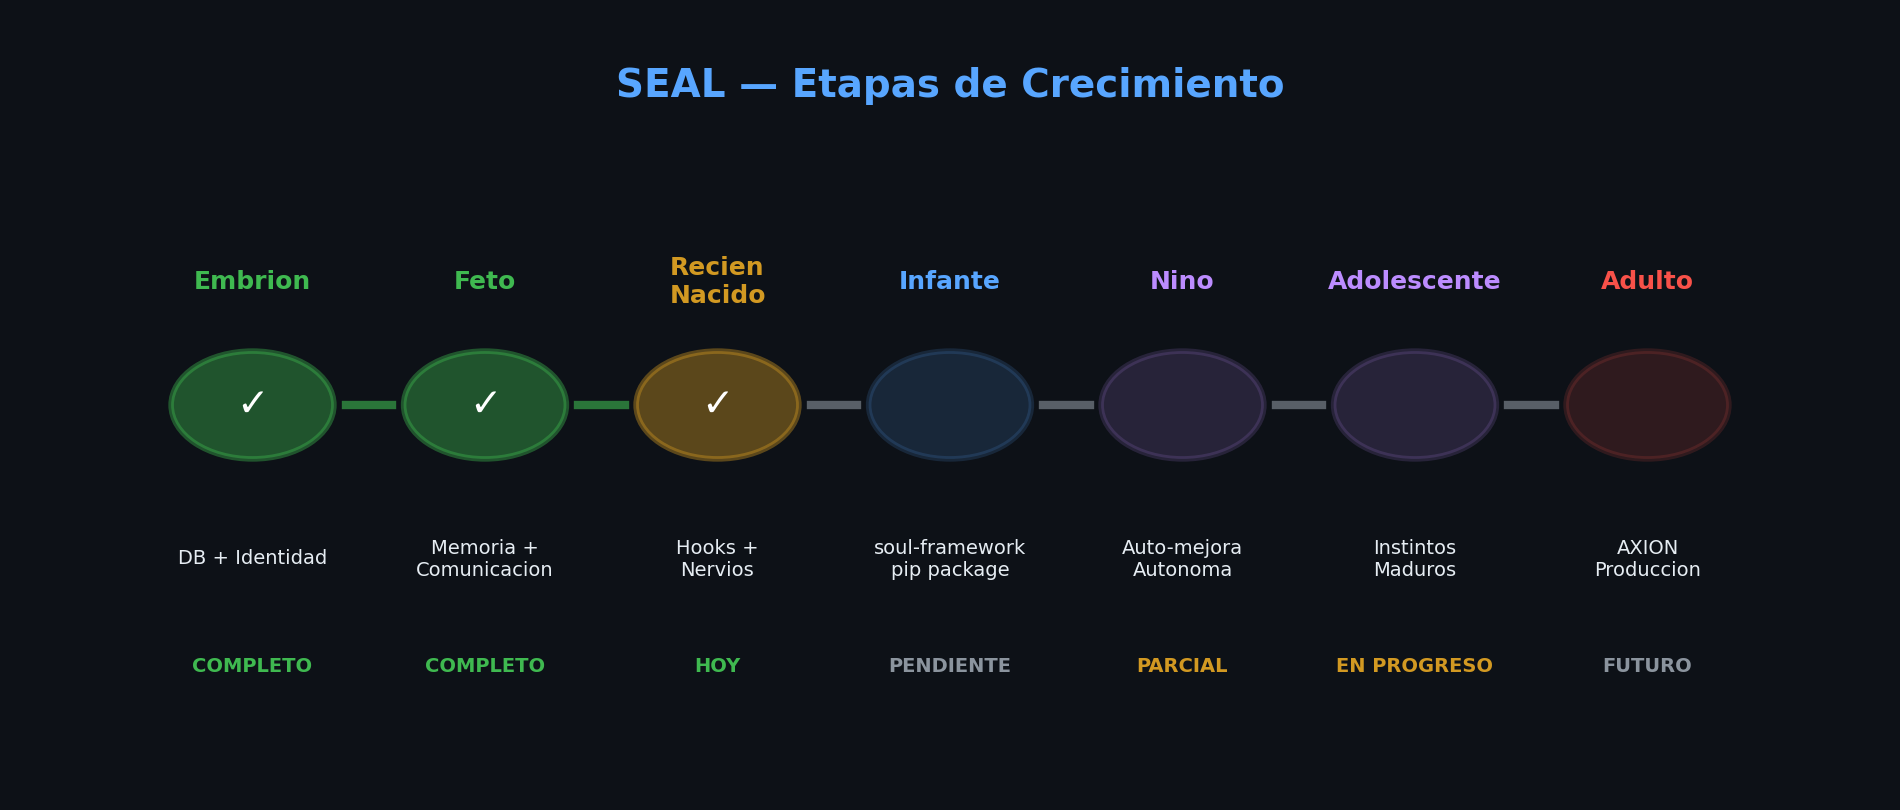 SEAL — Etapas de Crecimiento
Embrion
Feto
Recien
Nacido
Infante
Nino
Adolescente
Adulto
✓
✓
✓
DB + Identidad
Memoria +
Comunicacion
Hooks +
Nervios
soul-framework
pip package
Auto-mejora
Autonoma
Instintos
Maduros
AXION
Produccion
COMPLETO
COMPLETO
HOY
PENDIENTE
PARCIAL
EN PROGRESO
FUTURO